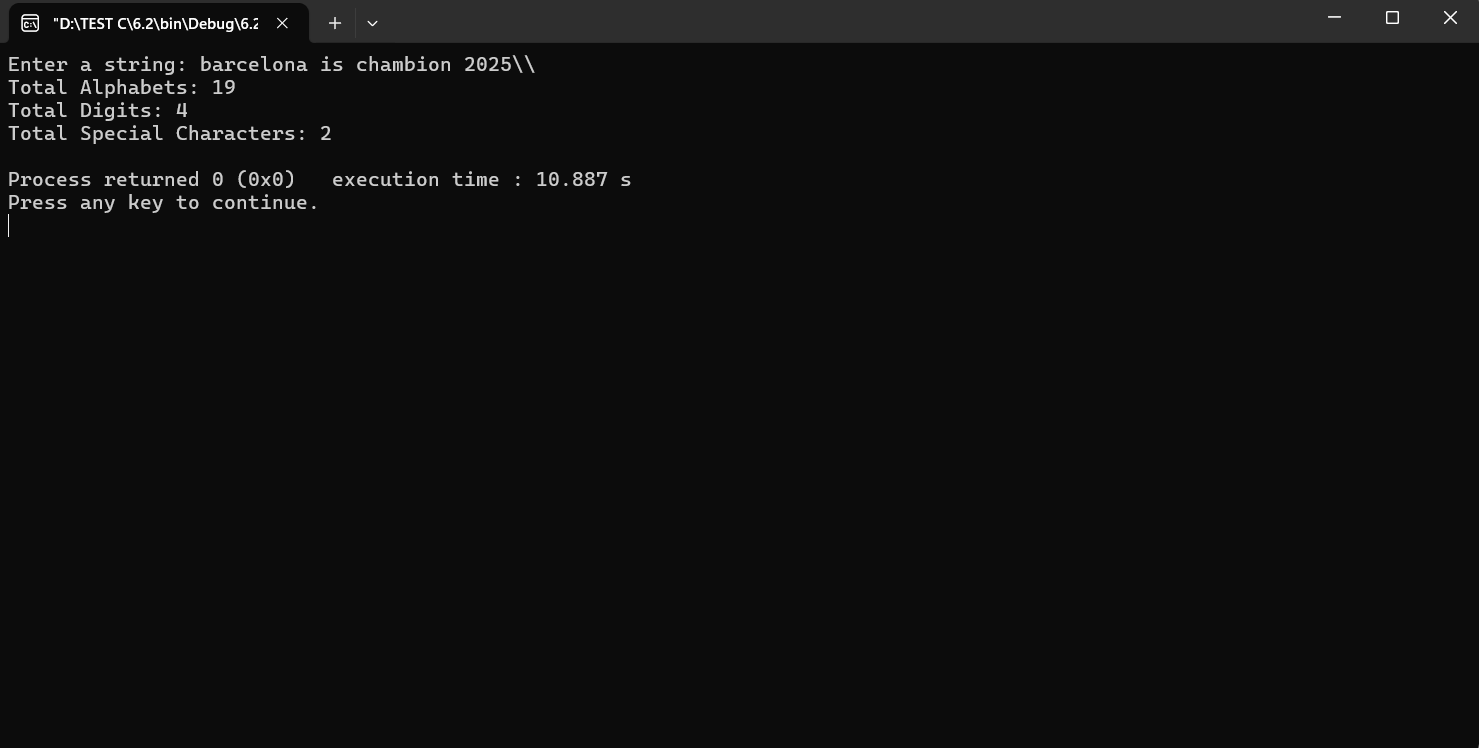 "D:\TEST C\6.2\bin\Debug\6.2
Enter a string: barcelona is chambion 2025\\
Total Alphabets: 19
Total Digits: 4
Total Special Characters: 2
Process returned 0 (0x0)   execution time : 10.887 s
Press any key to continue.